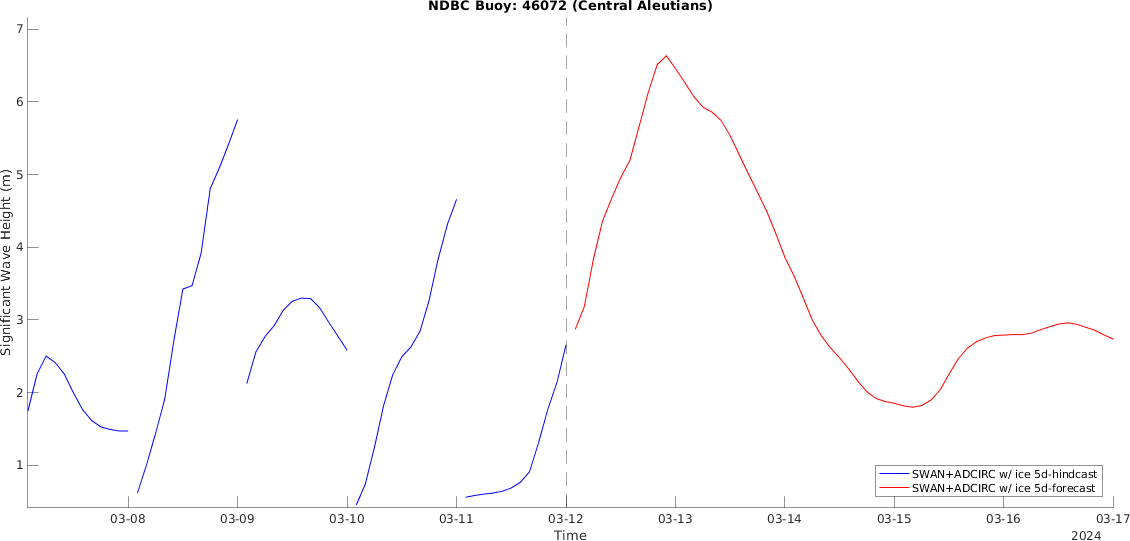 NDBC Buoy: 46072 (Central Aleutians)
7
6
5
4
3
2
1
Significant Wave Height (m)
SWAN+ADCIRC w/ ice 5d-hindcast
SWAN+ADCIRC w/ ice 5d-forecast
03-08 03-09 03-10 03-11 03-12 03-13 03-14 03-15 03-16 03-17
Time
2024